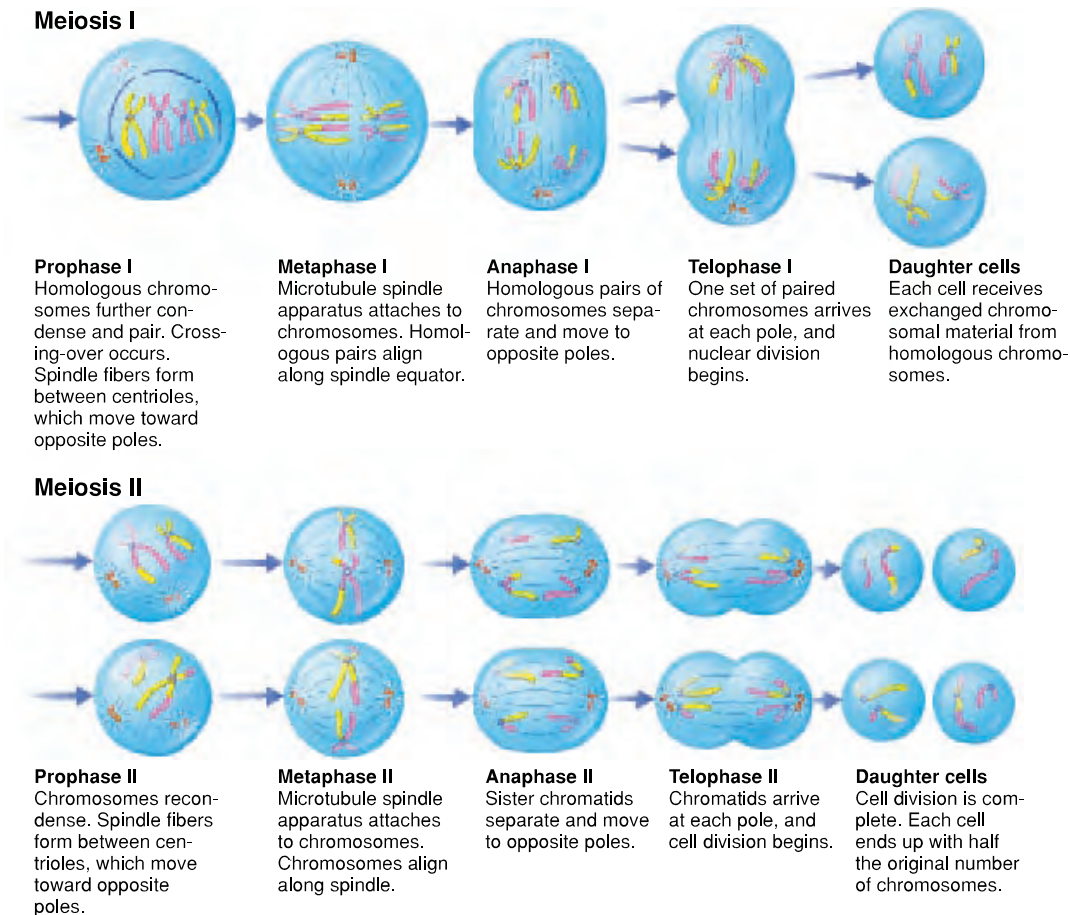 Meiosis I
Prophase I
Homologous chromo-
somes further con-
dense and pair. Cross-
ing-over occurs.
Spindle fibers form
between centrioles,
which move toward
opposite poles.
Metaphase I
Microtubule spindle
apparatus attaches to
chromosomes. Homol-
ogous pairs align
along spindle equator.
Anaphase I
Homologous pairs of
chromosomes sepa-
rate and move to
opposite poles.
Telophase I
One set of paired
chromosomes arrives
at each pole, and
nuclear division
begins.
Daughter cells
Each cell receives
exchanged chromo-
somal material from
homologous chromo-
somes.
Meiosis II
Prophase II
Chromosomes recon-
dense. Spindle fibers
form between cen-
trioles, which move
toward opposite
poles.
Metaphase II
Microtubule spindle
apparatus attaches
to chromosomes.
Chromosomes align
along spindle.
Anaphase II
Sister chromatids
separate and move
to opposite poles.
Telophase II
Chromatids arrive
at each pole, and
cell division begins.
Daughter cells
Cell division is com-
plete. Each cell
ends up with half
the original number
of chromosomes.